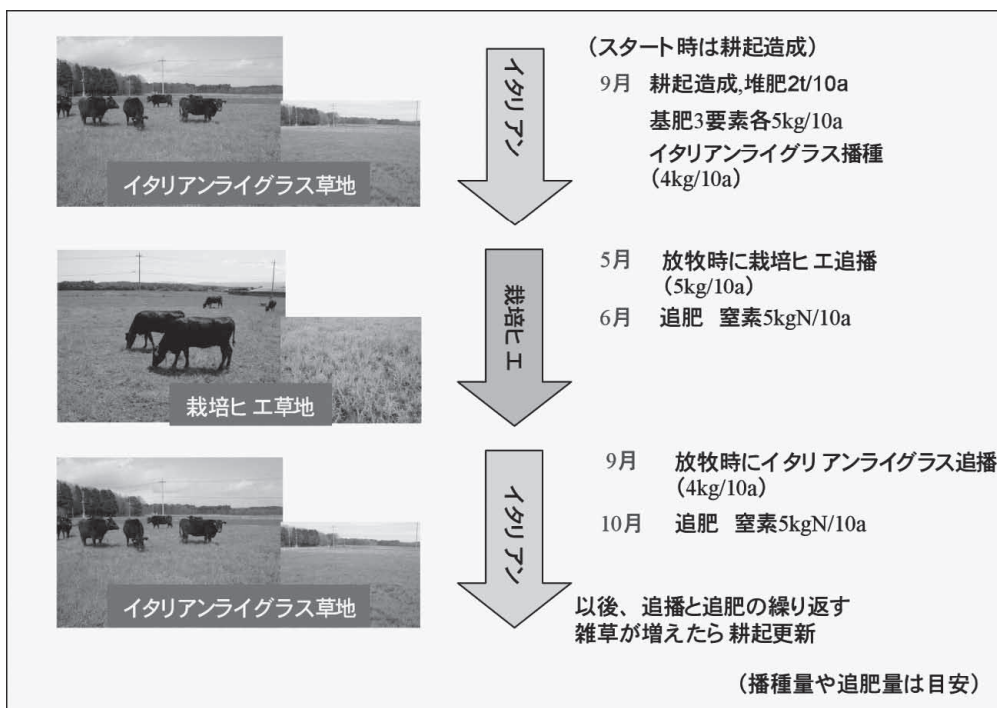 (スタート時は耕起造成)
イタリアン
9月 耕起造成,堆肥2t/10a
基肥3要素各5kg/10a
イタリアンライグラス播種
(4kg/10a)
イタリアンライグラス草地
栽培ヒエ
5月 放牧時に栽培ヒエ追播
(5kg/10a)
6月 追肥 窒素5kgN/10a
栽培ヒエ草地
イタリアン
9月 放牧時にイタリアンライグラス追播
(4kg/10a)
10月 追肥 窒素5kgN/10a
イタリアンライグラス草地
以後、追播と追肥の繰り返す
雑草が増えたら耕起更新
(播種量や追肥量は目安)